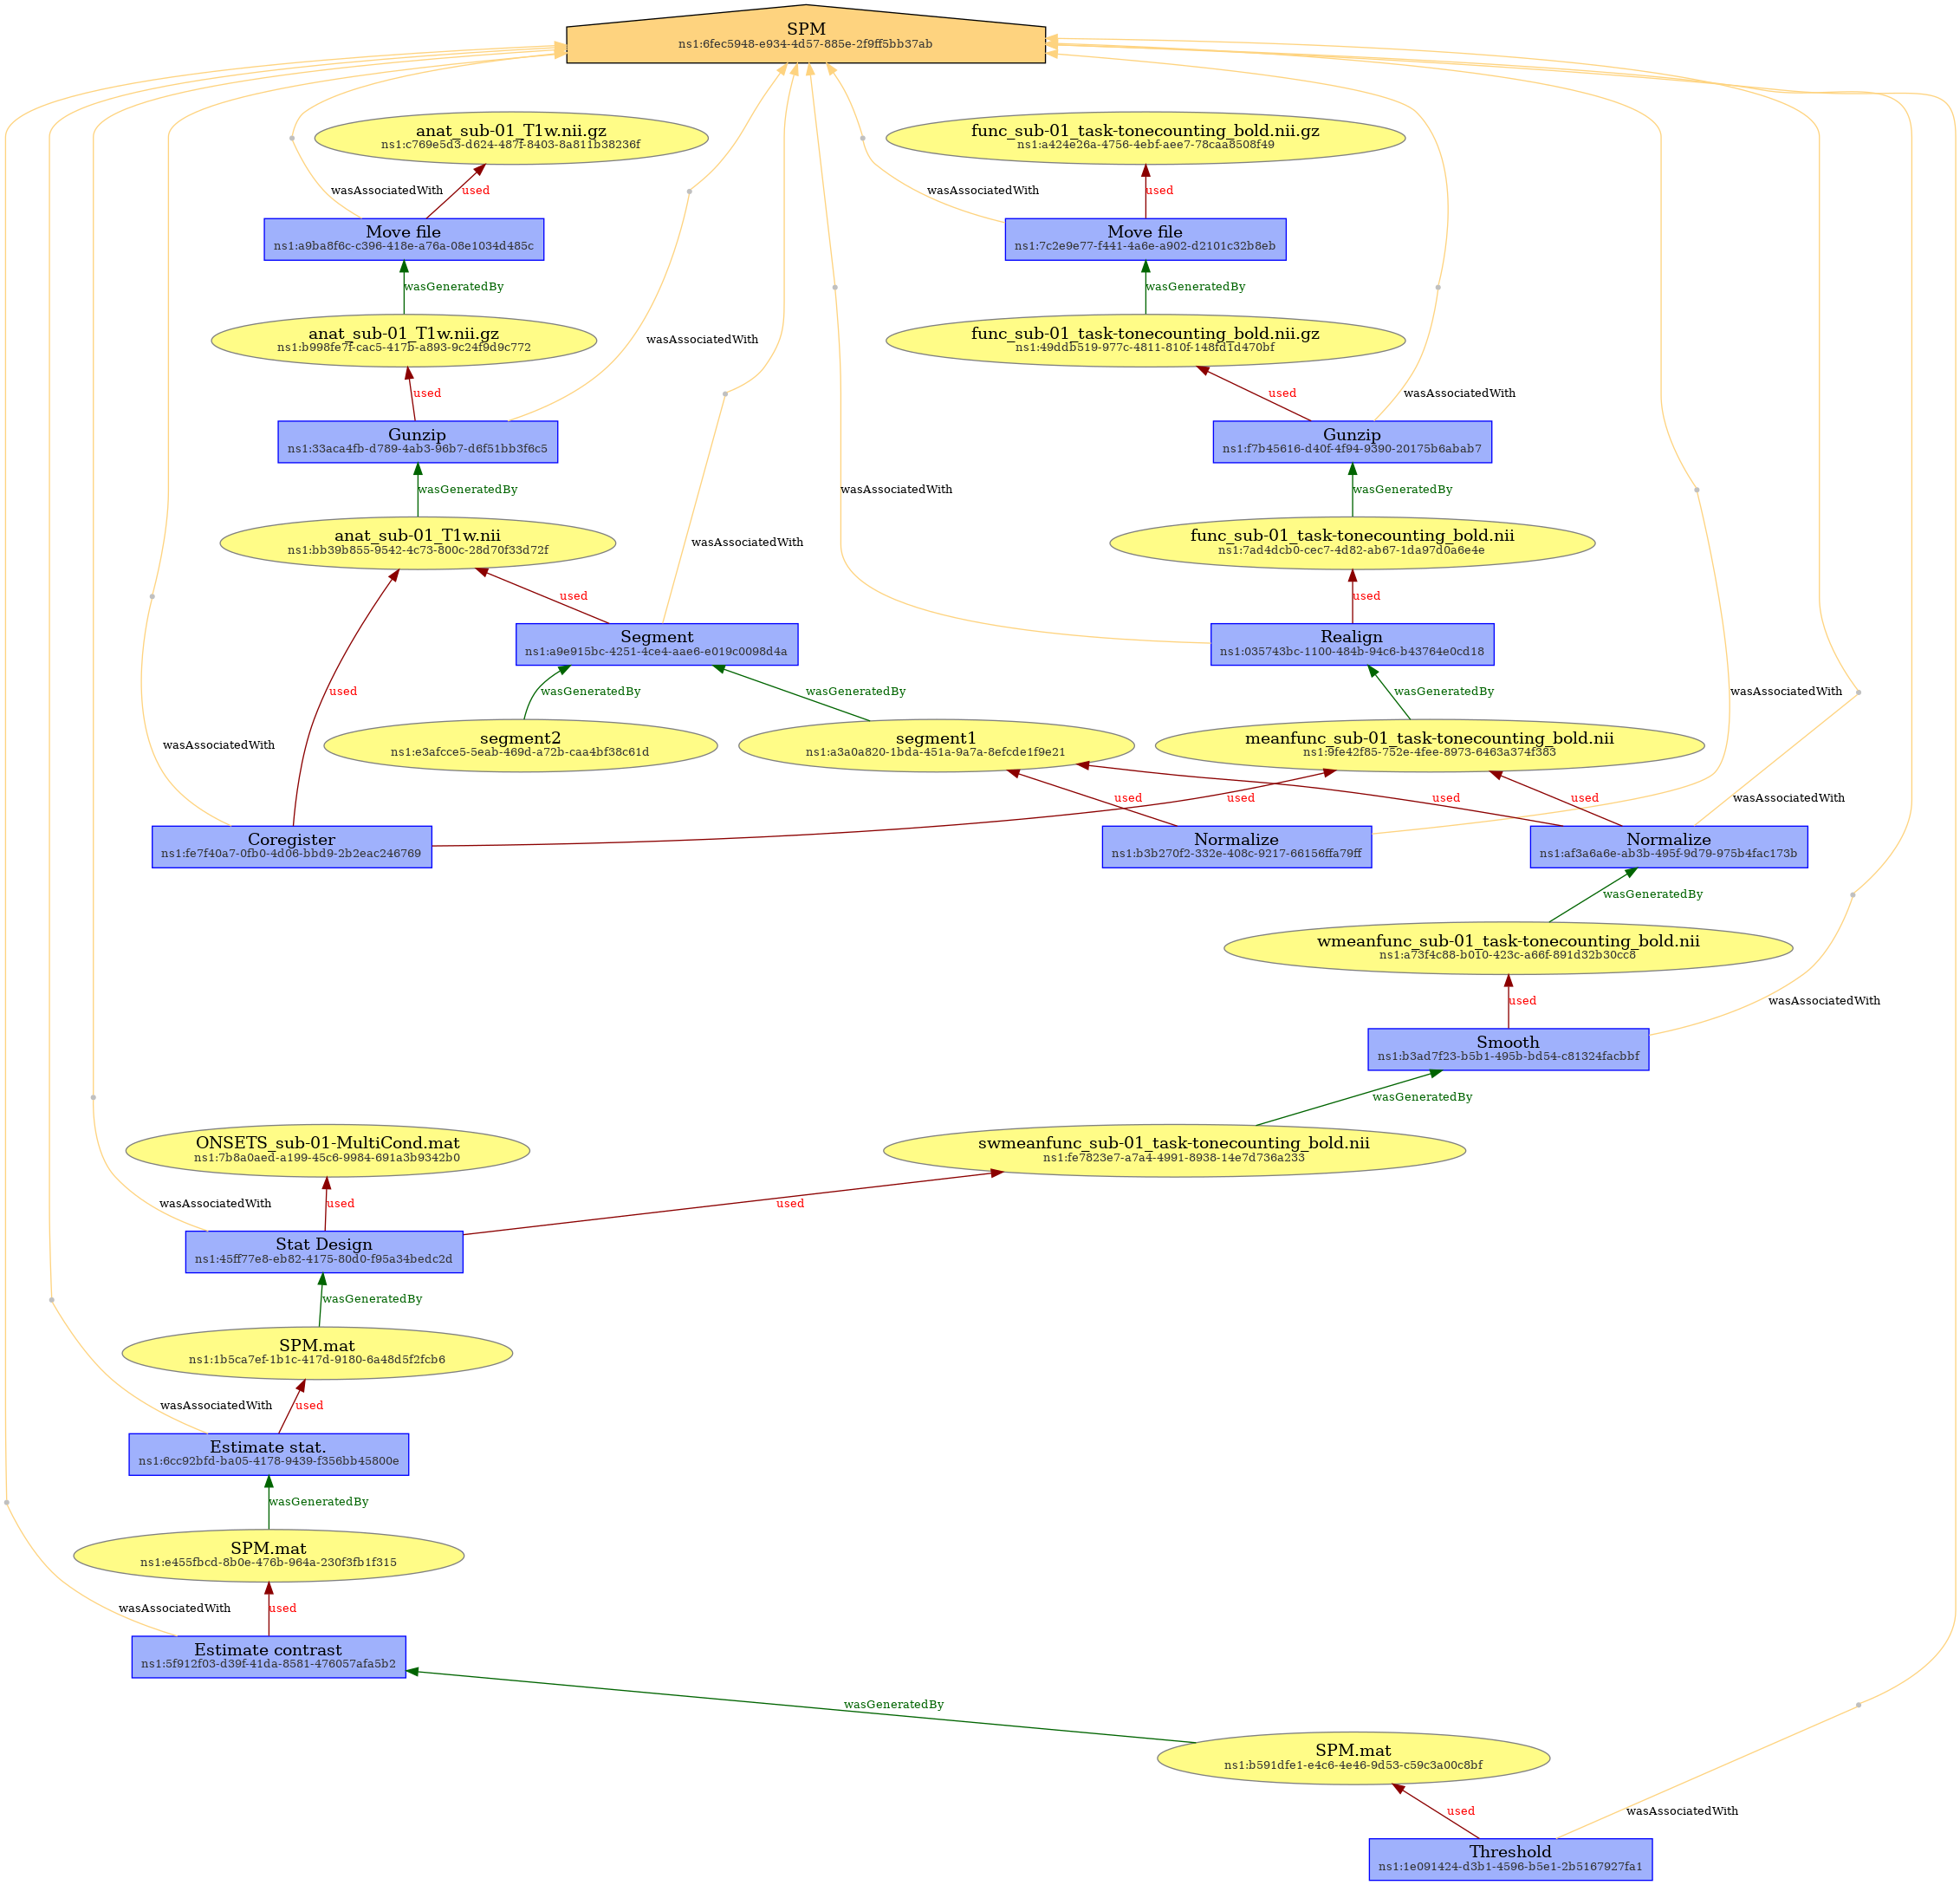 SPM
ns1:6fec5948-e934-4d57-885e-2f9ff5bb37ab
anat_sub-01_T1w.nii.gz
ns1:c769e5d3-d624-487f-8403-8a811b38236f
func_sub-01_task-tonecounting_bold.nii.gz
ns1:a424e26a-4756-4ebf-aee7-78caa8508f49
wasAssociatedWith
used
wasAssociatedWith
used
Move file
ns1:a9ba8f6c-c396-418e-a76a-08e1034d485c
Move file
ns1:7c2e9e77-f441-4a6e-a902-d2101c32b8eb
wasGeneratedBy
wasGeneratedBy
anat_sub-01_T1w.nii.gz
ns1:b998fe7f-cac5-417b-a893-9c24f9d9c772
wasAssociatedWith
func_sub-01_task-tonecounting_bold.nii.gz
ns1:49ddb519-977c-4811-810f-148fd1d470bf
used
used
wasAssociatedWith
Gunzip
ns1:33aca4fb-d789-4ab3-96b7-d6f51bb3f6c5
Gunzip
ns1:f7b45616-d40f-4f94-9390-20175b6abab7
wasGeneratedBy
wasAssociatedWith
wasGeneratedBy
anat_sub-01_T1w.nii
ns1:bb39b855-9542-4c73-800c-28d70f33d72f
wasAssociatedWith
func_sub-01_task-tonecounting_bold.nii
ns1:7ad4dcb0-cec7-4d82-ab67-1da97d0a6e4e
used
used
Segment
ns1:a9e915bc-4251-4ce4-aae6-e019c0098d4a
Realign
ns1:035743bc-1100-484b-94c6-b43764e0cd18
used
wasGeneratedBy
wasGeneratedBy
wasGeneratedBy
wasAssociatedWith
wasAssociatedWith
segment2
ns1:e3afcce5-5eab-469d-a72b-caa4bf38c61d
segment1
ns1:a3a0a820-1bda-451a-9a7a-8efcde1f9e21
meanfunc_sub-01_task-tonecounting_bold.nii
ns1:9fe42f85-752e-4fee-8973-6463a374f383
used
used
used
used
wasAssociatedWith
Coregister
ns1:fe7f40a7-0fb0-4d06-bbd9-2b2eac246769
Normalize
ns1:b3b270f2-332e-408c-9217-66156ffa79ff
Normalize
ns1:af3a6a6e-ab3b-495f-9d79-975b4fac173b
wasGeneratedBy
wmeanfunc_sub-01_task-tonecounting_bold.nii
ns1:a73f4c88-b010-423c-a66f-891d32b30cc8
used
wasAssociatedWith
Smooth
ns1:b3ad7f23-b5b1-495b-bd54-c81324facbbf
wasGeneratedBy
ONSETS_sub-01-MultiCond.mat
ns1:7b8a0aed-a199-45c6-9984-691a3b9342b0
swmeanfunc_sub-01_task-tonecounting_bold.nii
ns1:fe7823e7-a7a4-4991-8938-14e7d736a233
wasAssociatedWith
used
used
Stat Design
ns1:45ff77e8-eb82-4175-80d0-f95a34bedc2d
wasGeneratedBy
SPM.mat
ns1:1b5ca7ef-1b1c-417d-9180-6a48d5f2fcb6
wasAssociatedWith
used
Estimate stat.
ns1:6cc92bfd-ba05-4178-9439-f356bb45800e
wasGeneratedBy
SPM.mat
ns1:e455fbcd-8b0e-476b-964a-230f3fb1f315
wasAssociatedWith
used
Estimate contrast
ns1:5f912f03-d39f-41da-8581-476057afa5b2
wasGeneratedBy
SPM.mat
ns1:b591dfe1-e4c6-4e46-9d53-c59c3a00c8bf
used
wasAssociatedWith
Threshold
ns1:1e091424-d3b1-4596-b5e1-2b5167927fa1